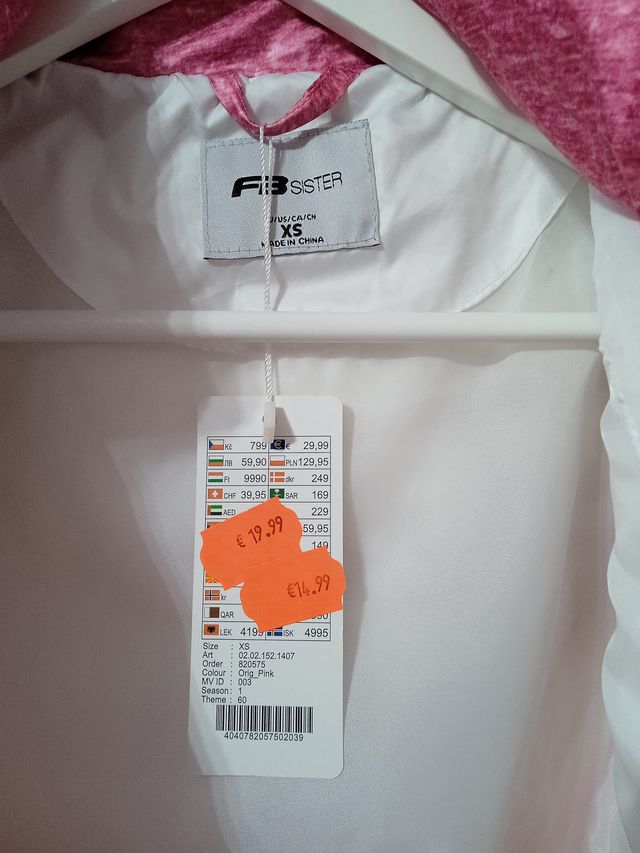 FB SISTER
/US/CA/CN
XS
MADE IN CHINA
Kč 799 € 29,99
ЛВ 59,90 PLN 129,95
Ft 9990 dkr 249
CHF 39,95 SAR 169
AED 229
59,95
149
€ 19.99
€14.99
kr
QAR
LEK 4195 ISK 4995
Size : XS
Art : 02.02.152.1407
Order : 820575
Colour : Orig_Pink
MV ID : 003
Season : 1
Theme : 60
4040782057502039